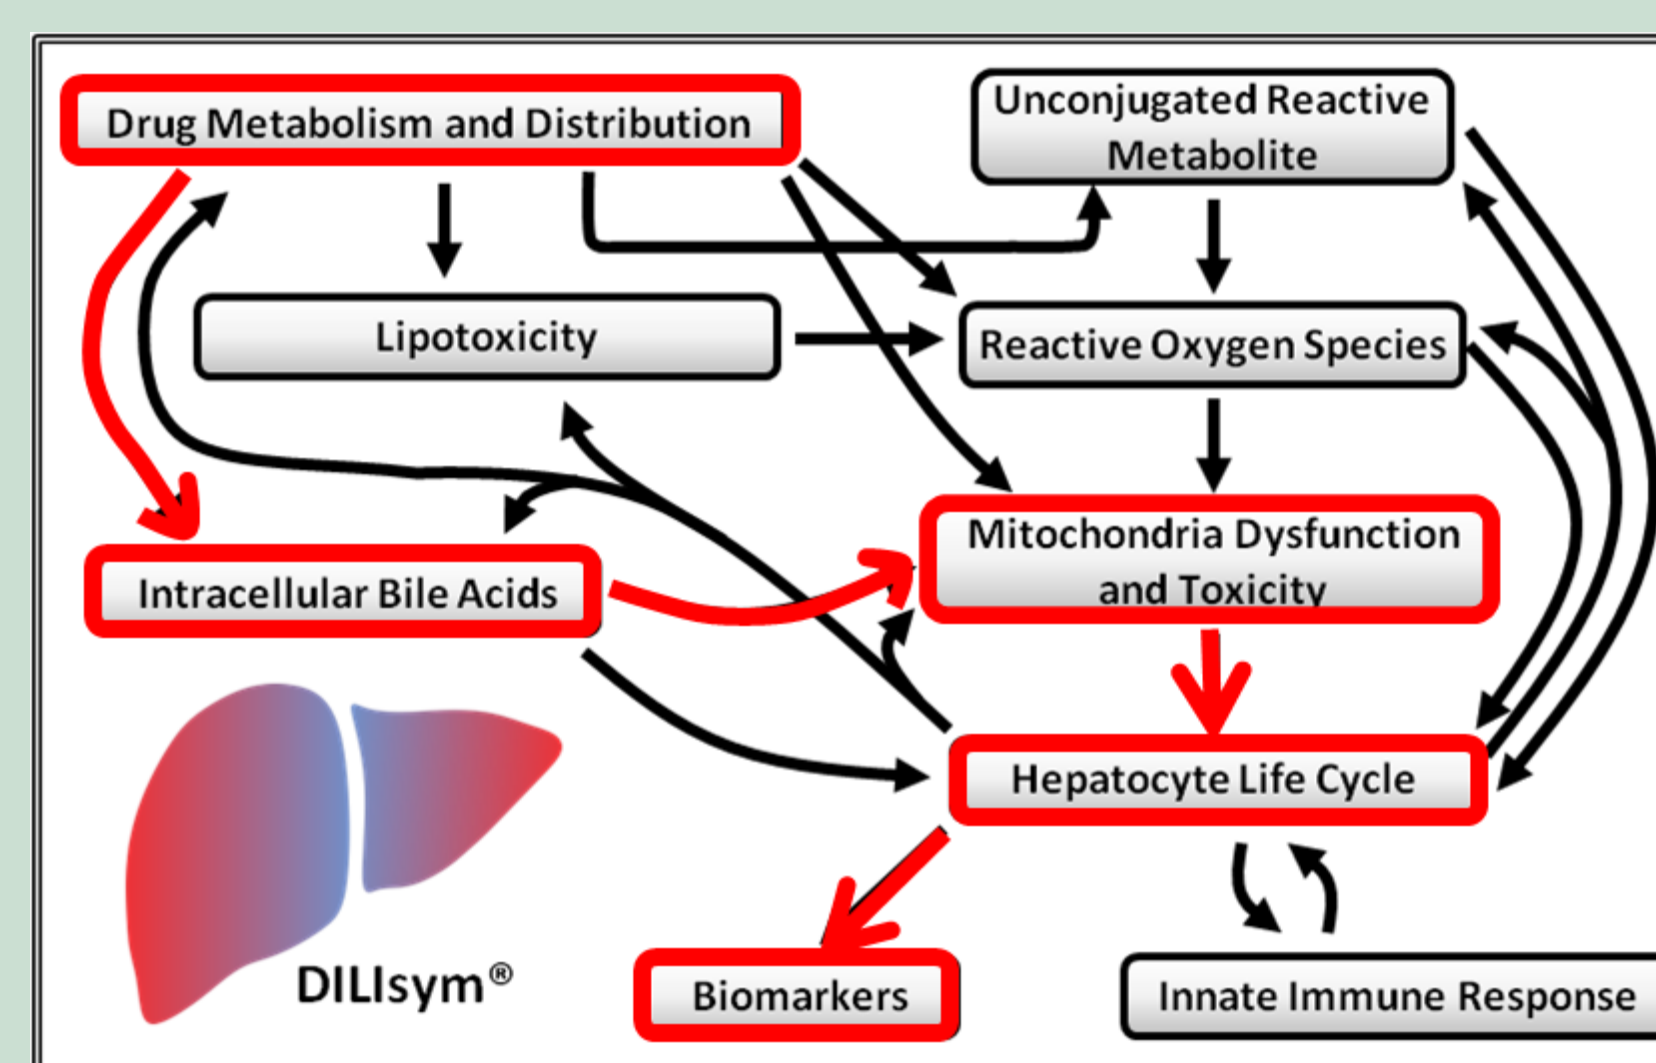 Drug Metabolism and Distribution
Unconjugated Reactive
Metabolite
Lipotoxicity
Reactive Oxygen Species
Mitochondria Dysfunction
and Toxicity
Intracellular Bile Acids
Hepatocyte Life Cycle
DILIsym®
Biomarkers
Innate Immune Response